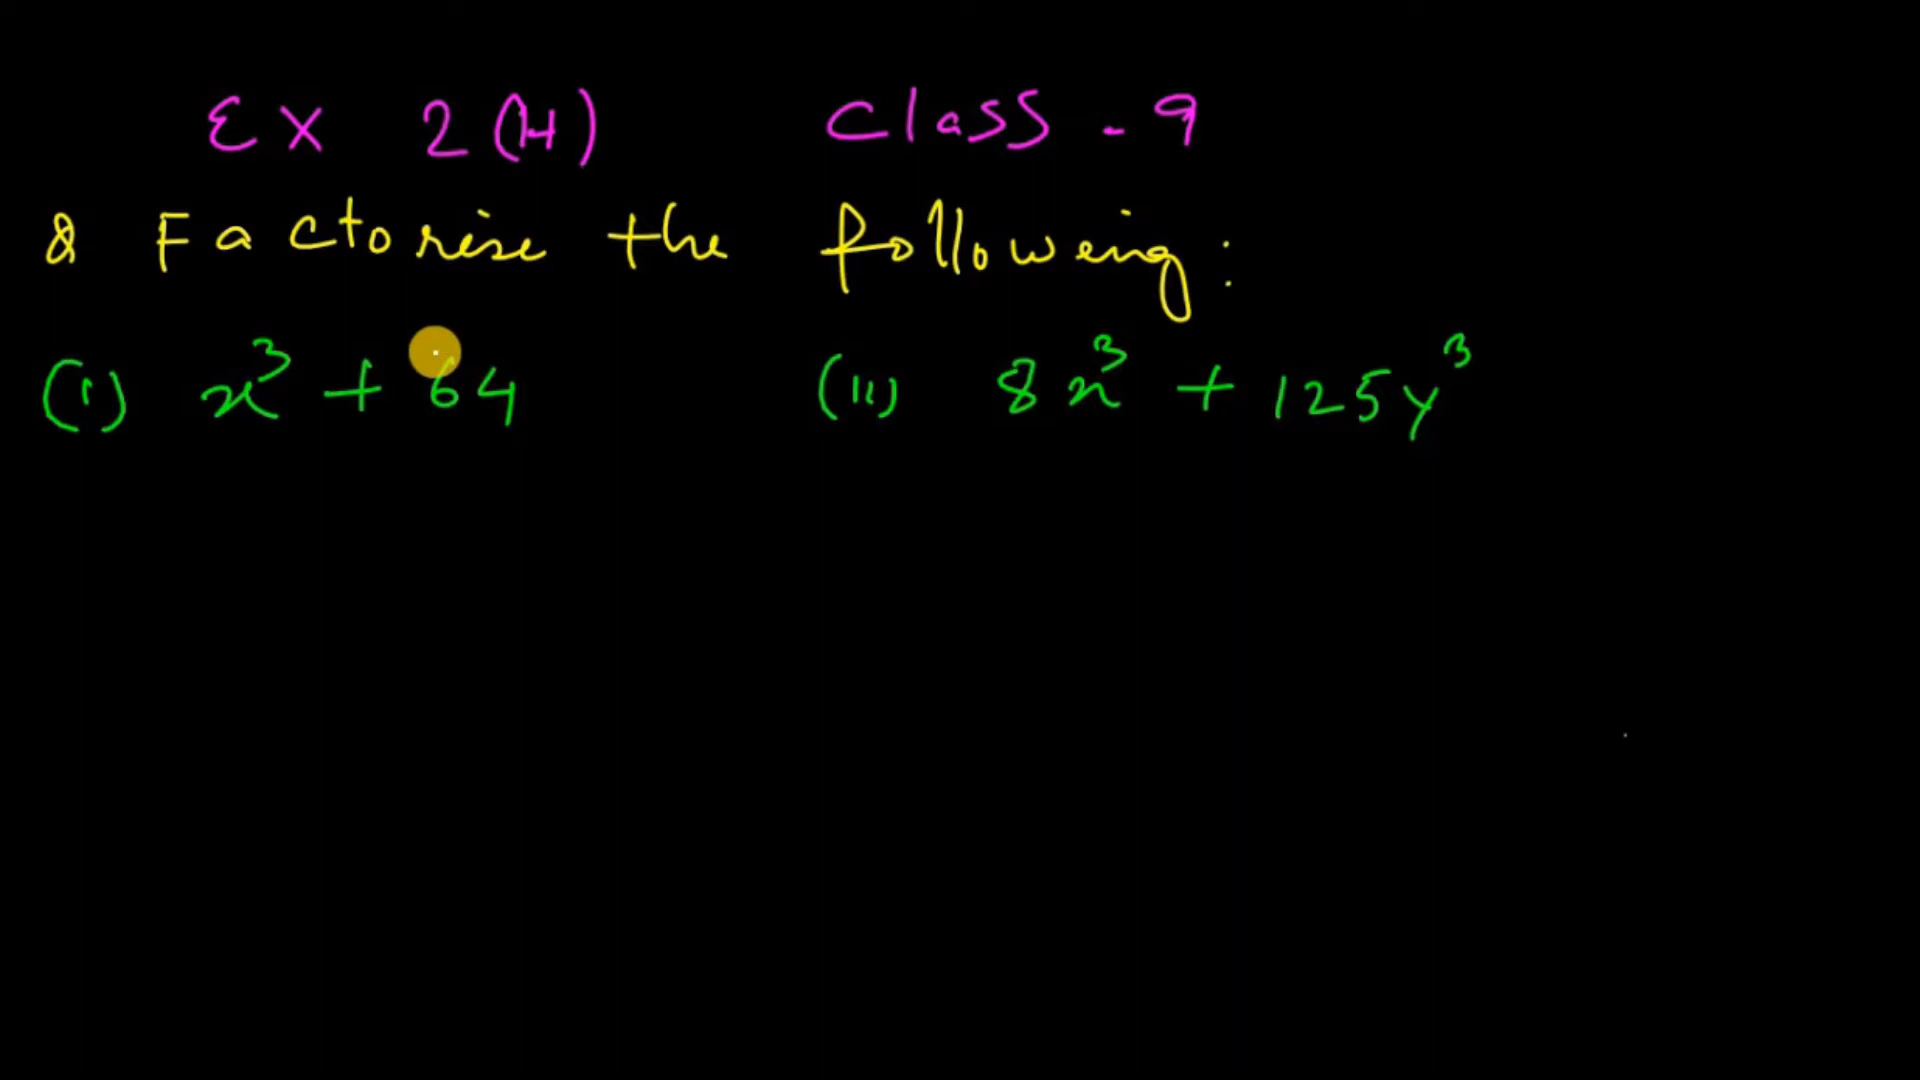 Ex 2(H) Class - 9
Q Factorise the following:
(i) x³ + 64 (ii) 8x³ + 125y³